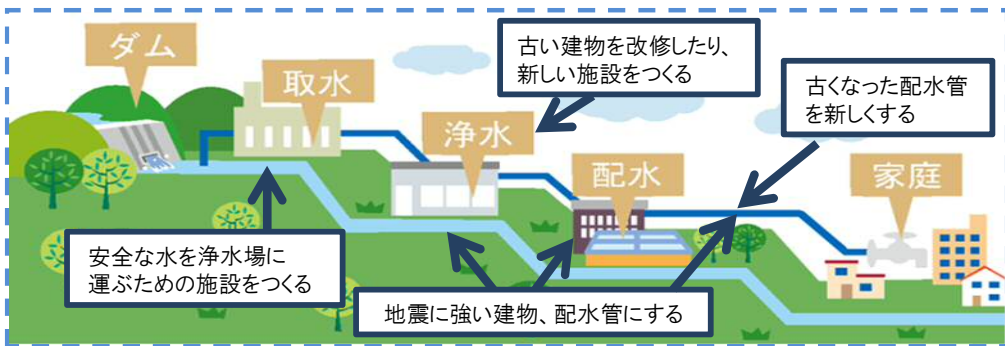 ダム
取水
浄水
配水
家庭
古い建物を改修したり、
新しい施設をつくる
古くなった配水管
を新しくする
安全な水を浄水場に
運ぶための施設をつくる
地震に強い建物、配水管にする